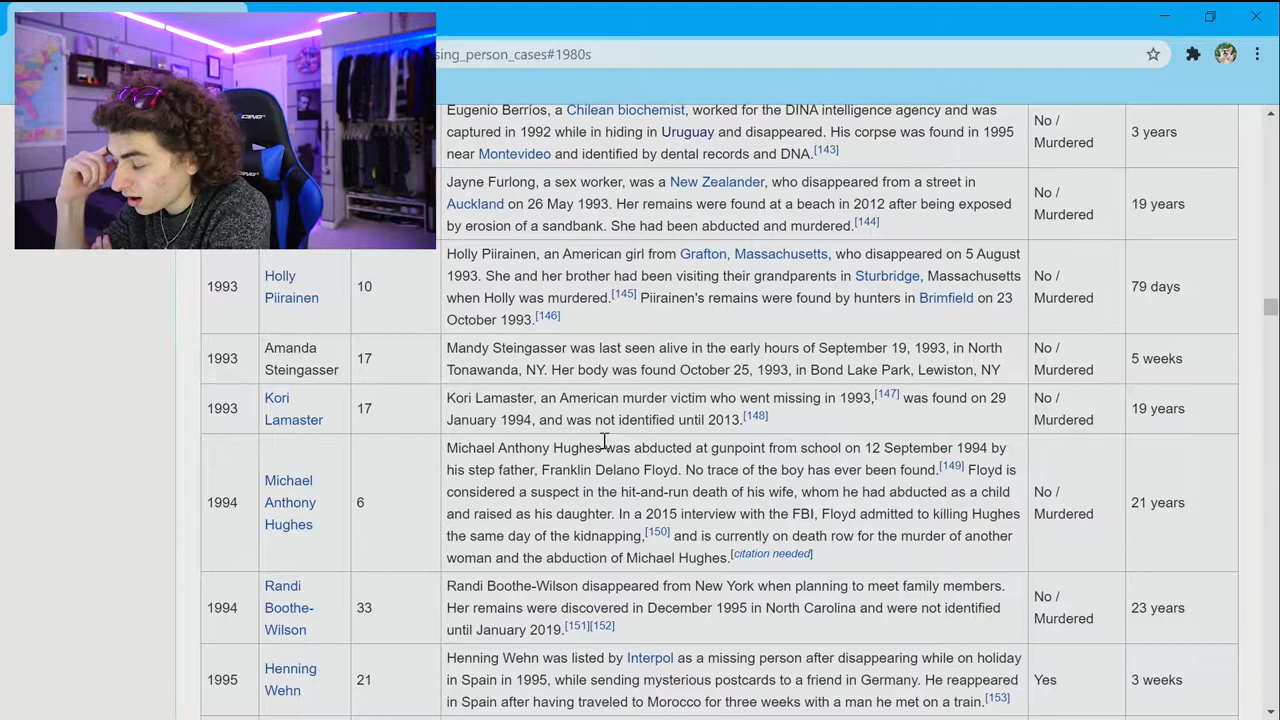 sing_person_cases#1980s
Eugenio Berríos, a Chilean biochemist, worked for the DINA intelligence agency and was
captured in 1992 while in hiding in Uruguay and disappeared. His corpse was found in 1995
near Montevideo and identified by dental records and DNA.[143]
No /
Murdered
3 years
Jayne Furlong, a sex worker, was a New Zealander, who disappeared from a street in
Auckland on 26 May 1993. Her remains were found at a beach in 2012 after being exposed
by erosion of a sandbank. She had been abducted and murdered.[144]
No /
Murdered
19 years
1993
Holly
Piirainen
10
Holly Piirainen, an American girl from Grafton, Massachusetts, who disappeared on 5 August
1993. She and her brother had been visiting their grandparents in Sturbridge, Massachusetts
when Holly was murdered.[145] Piirainen's remains were found by hunters in Brimfield on 23
October 1993.[146]
No /
Murdered
79 days
1993
Amanda
Steingasser
17
Mandy Steingasser was last seen alive in the early hours of September 19, 1993, in North
Tonawanda, NY. Her body was found October 25, 1993, in Bond Lake Park, Lewiston, NY
No /
Murdered
5 weeks
1993
Kori
Lamaster
17
Kori Lamaster, an American murder victim who went missing in 1993,[147] was found on 29
January 1994, and was not identified until 2013.[148]
No /
Murdered
19 years
1994
Michael
Anthony
Hughes
6
Michael Anthony Hughes was abducted at gunpoint from school on 12 September 1994 by
his step father, Franklin Delano Floyd. No trace of the boy has ever been found.[149] Floyd is
considered a suspect in the hit-and-run death of his wife, whom he had abducted as a child
and raised as his daughter. In a 2015 interview with the FBI, Floyd admitted to killing Hughes
the same day of the kidnapping,[150] and is currently on death row for the murder of another
woman and the abduction of Michael Hughes.[citation needed]
No /
Murdered
21 years
1994
Randi
Boothe-
Wilson
33
Randi Boothe-Wilson disappeared from New York when planning to meet family members.
Her remains were discovered in December 1995 in North Carolina and were not identified
until January 2019.[151][152]
No /
Murdered
23 years
1995
Henning
Wehn
21
Henning Wehn was listed by Interpol as a missing person after disappearing while on holiday
in Spain in 1995, while sending mysterious postcards to a friend in Germany. He reappeared
in Spain after having traveled to Morocco for three weeks with a man he met on a train.[153]
Yes
3 weeks